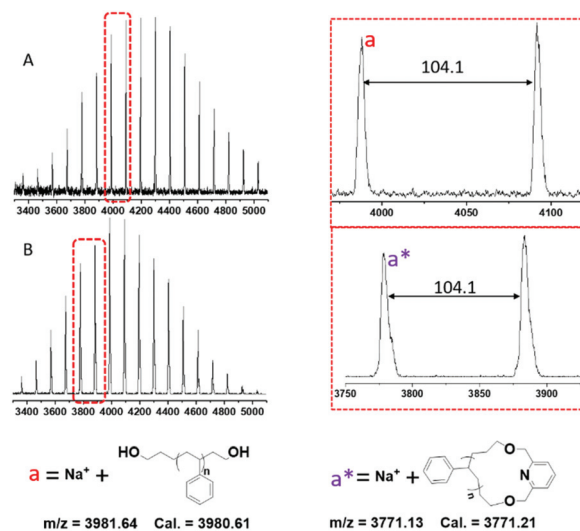 A
3400 3600 3800 4000 4200 4400 4600 4800 5000
a
104.1
4000 4050 4100
B
3400 3600 3800 4000 4200 4400 4600 4800 5000
a*
104.1
3750 3800 3850 3900
a = Na+ + HO ( ) n OH
m/z = 3981.64 Cal. = 3980.61
a* = Na+ + ( ) n O N O
m/z = 3771.13 Cal. = 3771.21